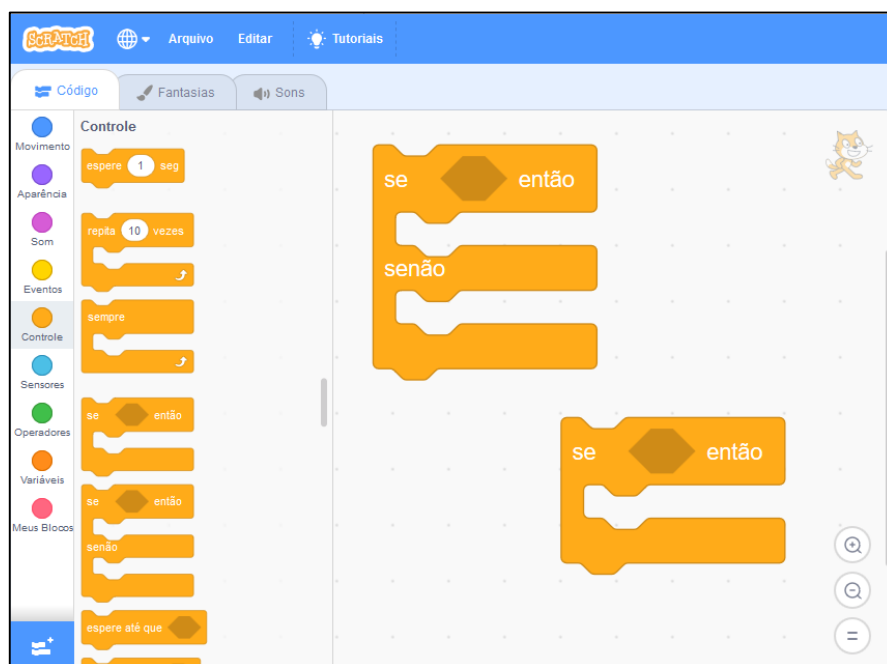 SCRATCH Arquivo Editar Tutoriais
Código Fantasias Sons
Movimento
Aparência
Som
Eventos
Controle
Sensores
Operadores
Variáveis
Meus Blocos
Controle
espere 1 seg
repita 10 vezes
sempre
se então
se então
senão
espere até que
se então
senão
se então